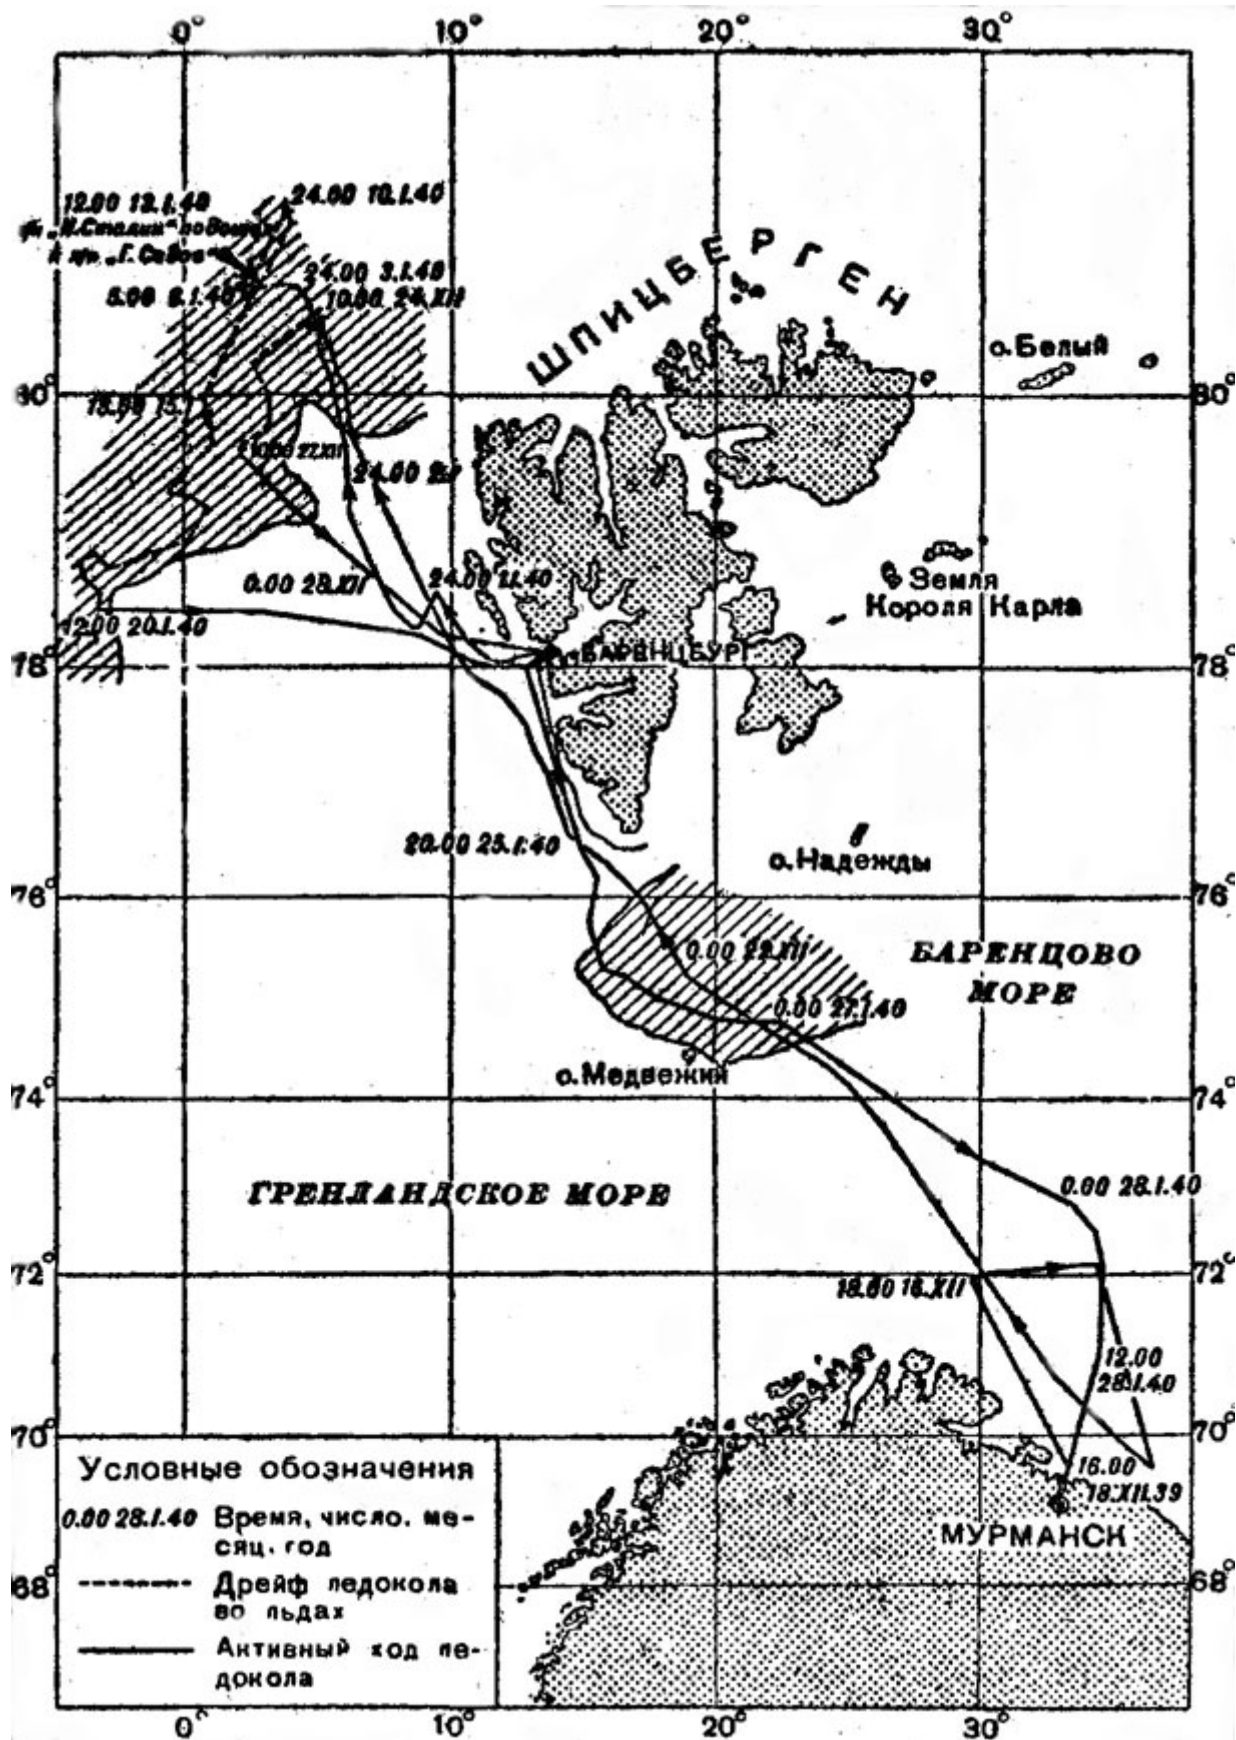 0° 10° 20° 30°
12.00 13.I.40
24.00 10.I.40
к л/п „Г. Седов“
24.00 3.I.40
5.00 6.I.40
10.00 24.XII
ШПИЦБЕРГЕН
о. Белый
80° 80°
24.00
0.00 28.XII
24.00 1.I.40
Земля
Короля Карла
12.00 20.I.40
БАРЕНЦБУРГ
78° 78°
20.00 25.I.40
о. Надежды
76° 76°
0.00 22.XII
БАРЕНЦОВО
МОРЕ
0.00 27.I.40
о. Медвежий
74° 74°
ГРЕНЛАНДСКОЕ МОРЕ
0.00 28.I.40
72° 72°
18.00 16.XII
12.00
28.I.40
70° 70°
16.00
18.XII.39
МУРМАНСК
68° 68°
Условные обозначения
0.00 28.I.40 Время, число, ме-
сяц, год
Дрейф ледокола
во льдах
Активный ход ле-
докола
0° 10° 20° 30°